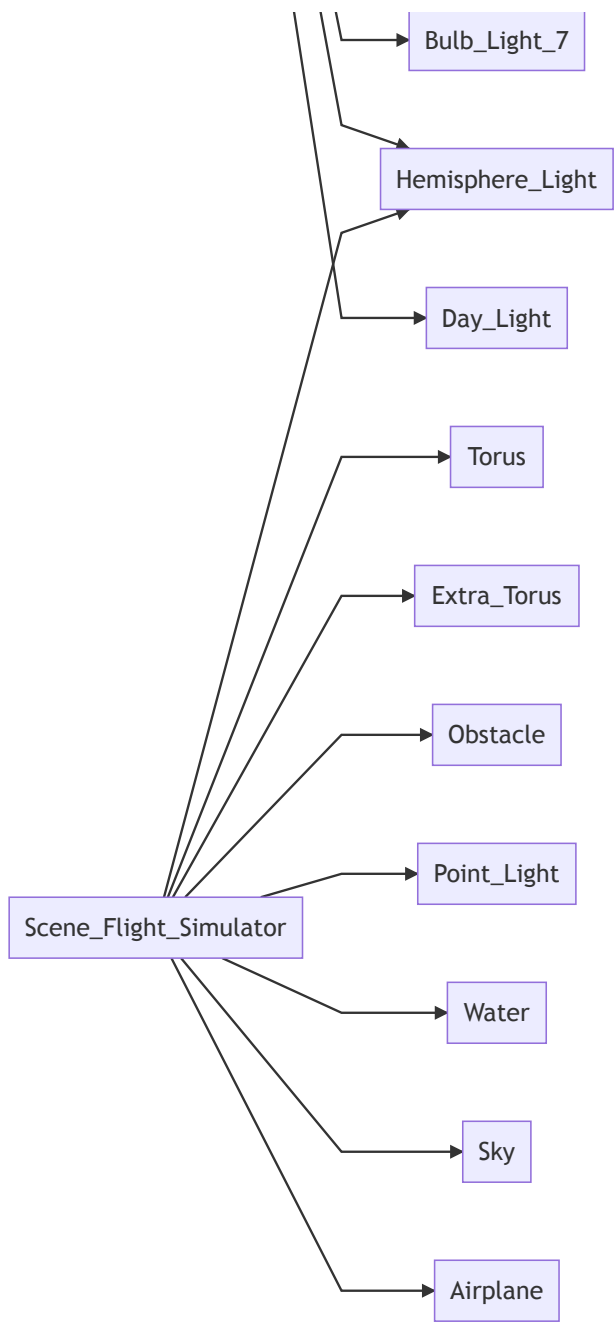 Bulb_Light_7
Hemisphere_Light
Day_Light
Torus
Extra_Torus
Obstacle
Point_Light
Scene_Flight_Simulator
Water
Sky
Airplane